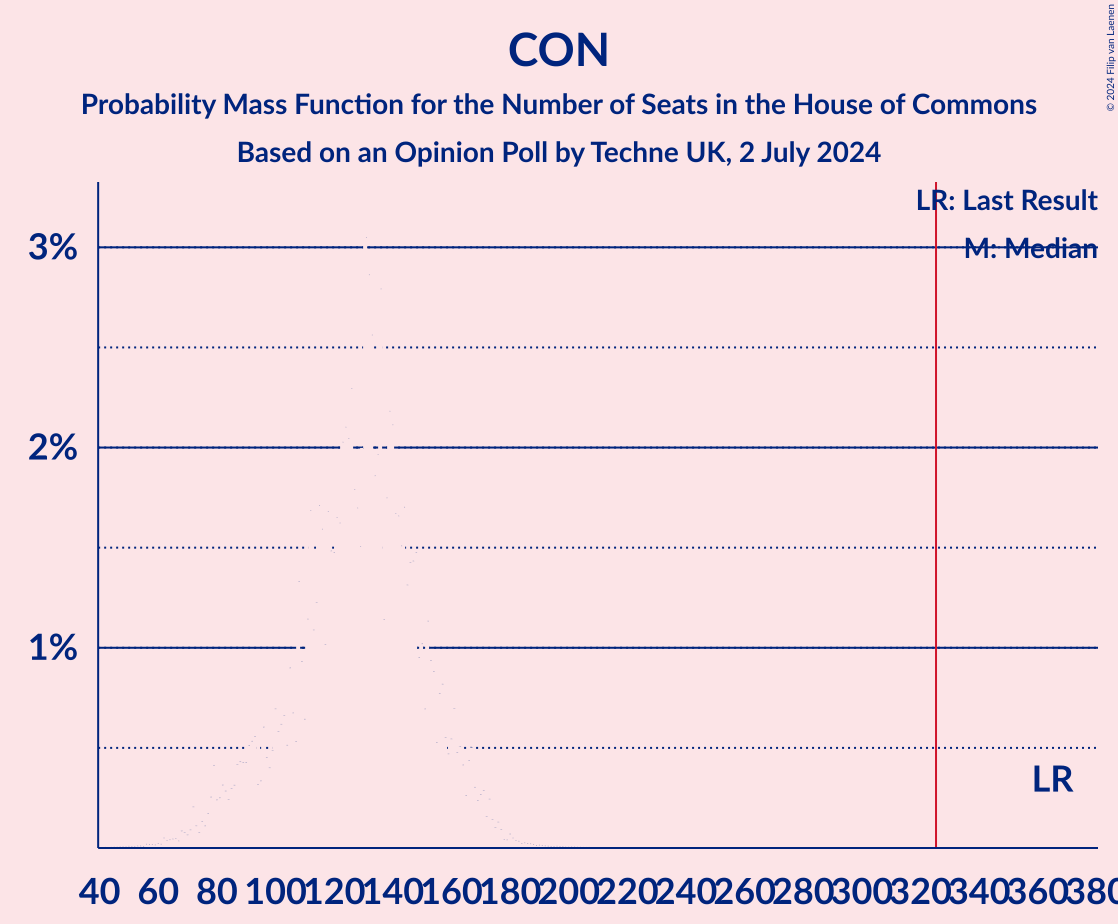 CON
Probability Mass Function for the Number of Seats in the House of Commons
Based on an Opinion Poll by Techne UK, 2 July 2024
© 2024 Filip van Laenen
LR: Last Result
M: Median
3%
2%
1%
LR
40 60 80 100 120 140 160 180 200 220 240 260 280 300 320 340 360 380